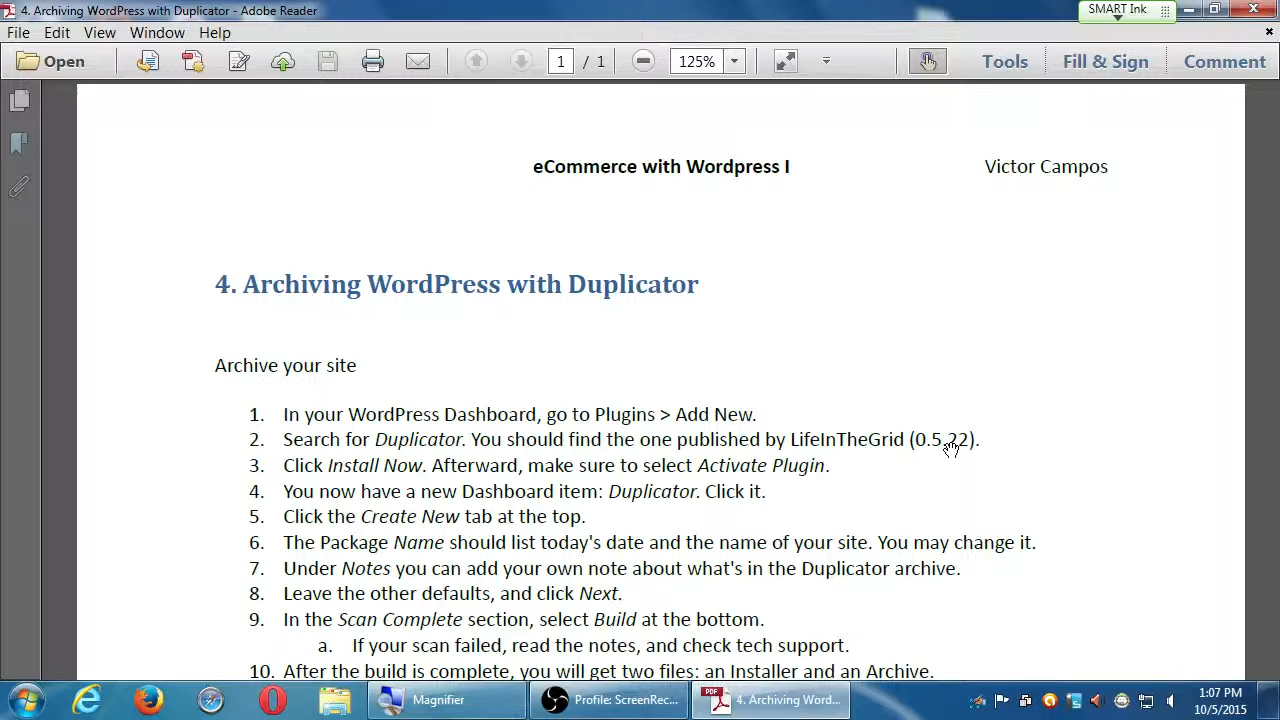 4. Archiving WordPress with Duplicator - Adobe Reader
SMART Ink
File Edit View Window Help
Open 1 / 1 125% Tools Fill & Sign Comment
eCommerce with Wordpress I Victor Campos
4. Archiving WordPress with Duplicator
Archive your site
1. In your WordPress Dashboard, go to Plugins > Add New.
2. Search for Duplicator. You should find the one published by LifeInTheGrid (0.5.22).
3. Click Install Now. Afterward, make sure to select Activate Plugin.
4. You now have a new Dashboard item: Duplicator. Click it.
5. Click the Create New tab at the top.
6. The Package Name should list today's date and the name of your site. You may change it.
7. Under Notes you can add your own note about what's in the Duplicator archive.
8. Leave the other defaults, and click Next.
9. In the Scan Complete section, select Build at the bottom.
a. If your scan failed, read the notes, and check tech support.
10. After the build is complete, you will get two files: an Installer and an Archive.
Magnifier Profile: ScreenRec... PDF 4. Archiving Word... 1:07 PM
10/5/2015